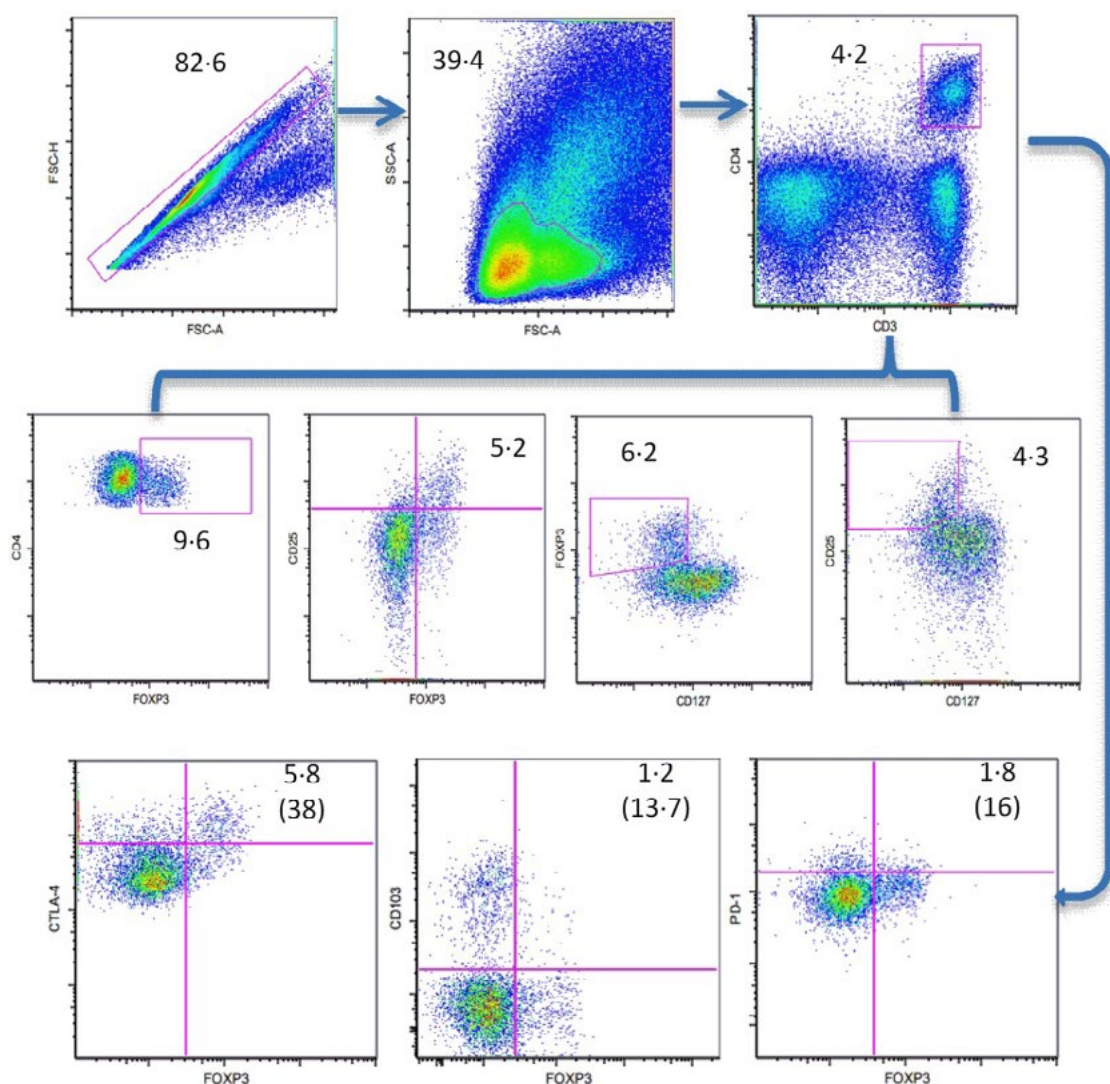 82·6
FSC-H
FSC-A
39·4
SSC-A
FSC-A
4·2
CD4
CD3
CD4
9·6
FOXP3
5·2
CD25
FOXP3
6·2
FOXP3
CD127
4·3
CD25
CD127
5·8
(38)
CTLA-4
FOXP3
1·2
(13·7)
CD103
FOXP3
1·8
(16)
PD-1
FOXP3